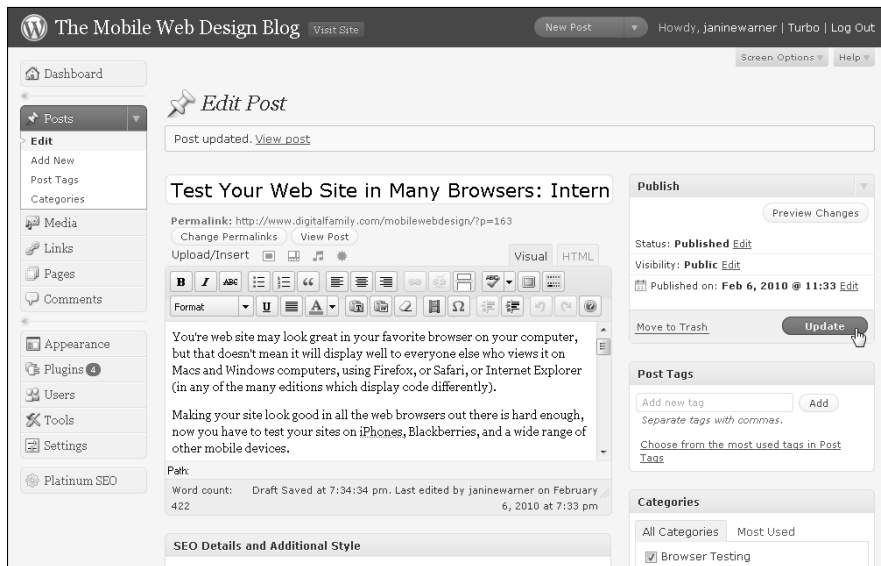 The Mobile Web Design Blog Visit Site New Post Howdy, janinewarner | Turbo | Log Out
Screen Options Help
Dashboard
Posts
Edit
Add New
Post Tags
Categories
Media
Links
Pages
Comments
Appearance
Plugins 4
Users
Tools
Settings
Platinum SEO
Edit Post
Post updated. View post
Test Your Web Site in Many Browsers: Intern
Permalink: http://www.digitalfamily.com/mobilewebdesign/?p=163
Change Permalinks View Post
Upload/Insert Visual HTML
B I ABC
Format U A
You're web site may look great in your favorite browser on your computer,
but that doesn't mean it will display well to everyone else who views it on
Macs and Windows computers, using Firefox, or Safari, or Internet Explorer
(in any of the many editions which display code differently).
Making your site look good in all the web browsers out there is hard enough,
now you have to test your sites on iPhones, Blackberries, and a wide range of
other mobile devices.
Path:
Word count: 422 Draft Saved at 7:34:34 pm. Last edited by janinewarner on February
6, 2010 at 7:33 pm
SEO Details and Additional Style
Publish
Preview Changes
Status: Published Edit
Visibility: Public Edit
Published on: Feb 6, 2010 @ 11:33 Edit
Move to Trash Update
Post Tags
Add new tag Add
Separate tags with commas.
Choose from the most used tags in Post
Tags
Categories
All Categories Most Used
Browser Testing